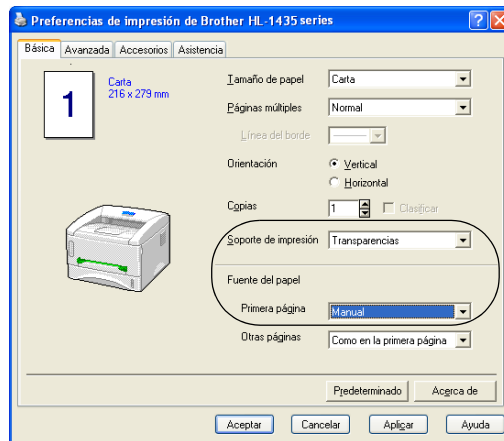 Preferencias de impresión de Brother HL-1435 series
Básica Avanzada Accesorios Asistencia
1
Carta
216 x 279 mm
Tamaño de papel Carta
Páginas múltiples Normal
Línea del borde
Orientación Vertical
Horizontal
Copias 1 Clasificar
Soporte de impresión Transparencias
Fuente del papel
Primera página Manual
Otras páginas Como en la primera página
Predeterminado Acerca de
Aceptar Cancelar Aplicar Ayuda